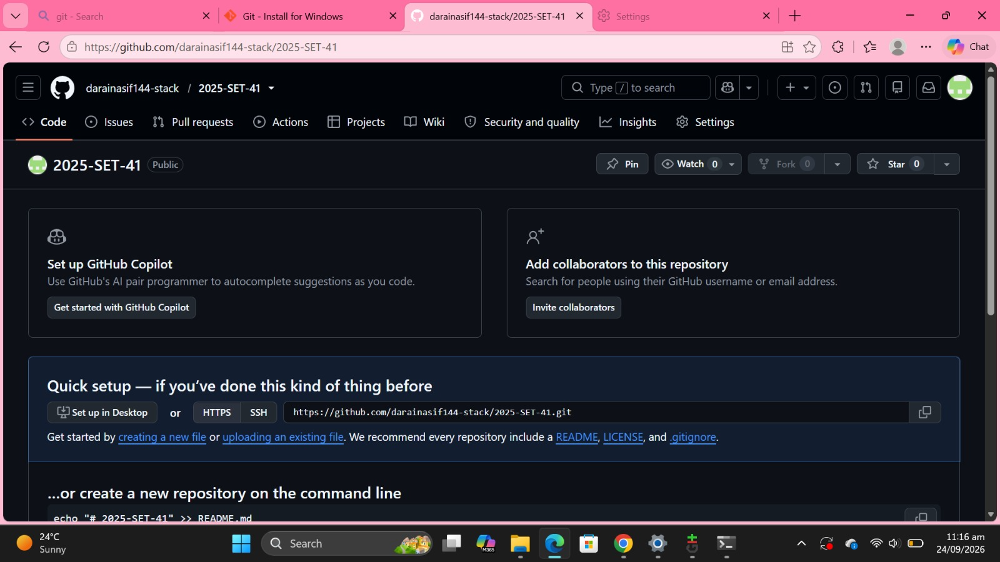 git - Search
Git - Install for Windows
darainasif144-stack/2025-SET-41
Settings
https://github.com/darainasif144-stack/2025-SET-41
Chat
darainasif144-stack / 2025-SET-41
Type / to search
Code
Issues
Pull requests
Actions
Projects
Wiki
Security and quality
Insights
Settings
2025-SET-41 Public
Pin
Watch 0
Fork 0
Star 0
Set up GitHub Copilot
Use GitHub's AI pair programmer to autocomplete suggestions as you code.
Get started with GitHub Copilot
Add collaborators to this repository
Search for people using their GitHub username or email address.
Invite collaborators
Quick setup — if you’ve done this kind of thing before
Set up in Desktop or HTTPS SSH https://github.com/darainasif144-stack/2025-SET-41.git
Get started by creating a new file or uploading an existing file. We recommend every repository include a README, LICENSE, and .gitignore.
...or create a new repository on the command line
echo "# 2025-SET-41" >> README.md
24°C
Sunny
Search
M365
11:16 am
24/09/2026